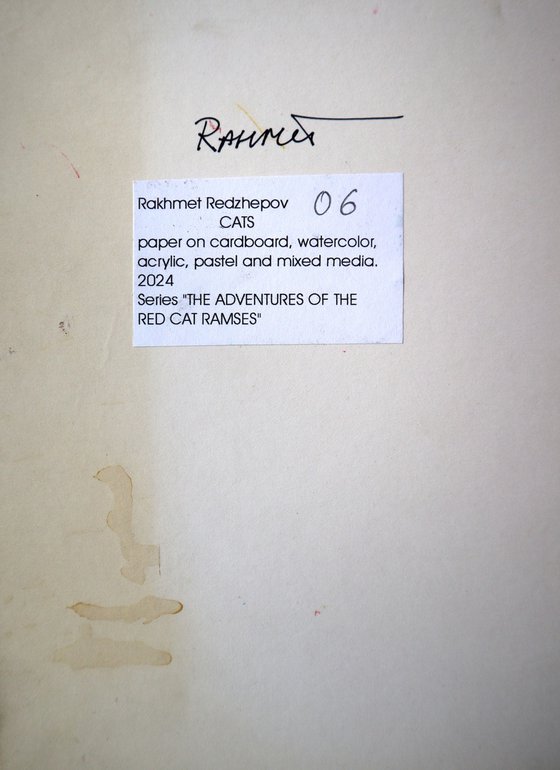 Rahmet
Rakhmet Redzhepov 06
CATS
paper on cardboard, watercolor,
acrylic, pastel and mixed media.
2024
Series "THE ADVENTURES OF THE
RED CAT RAMSES"